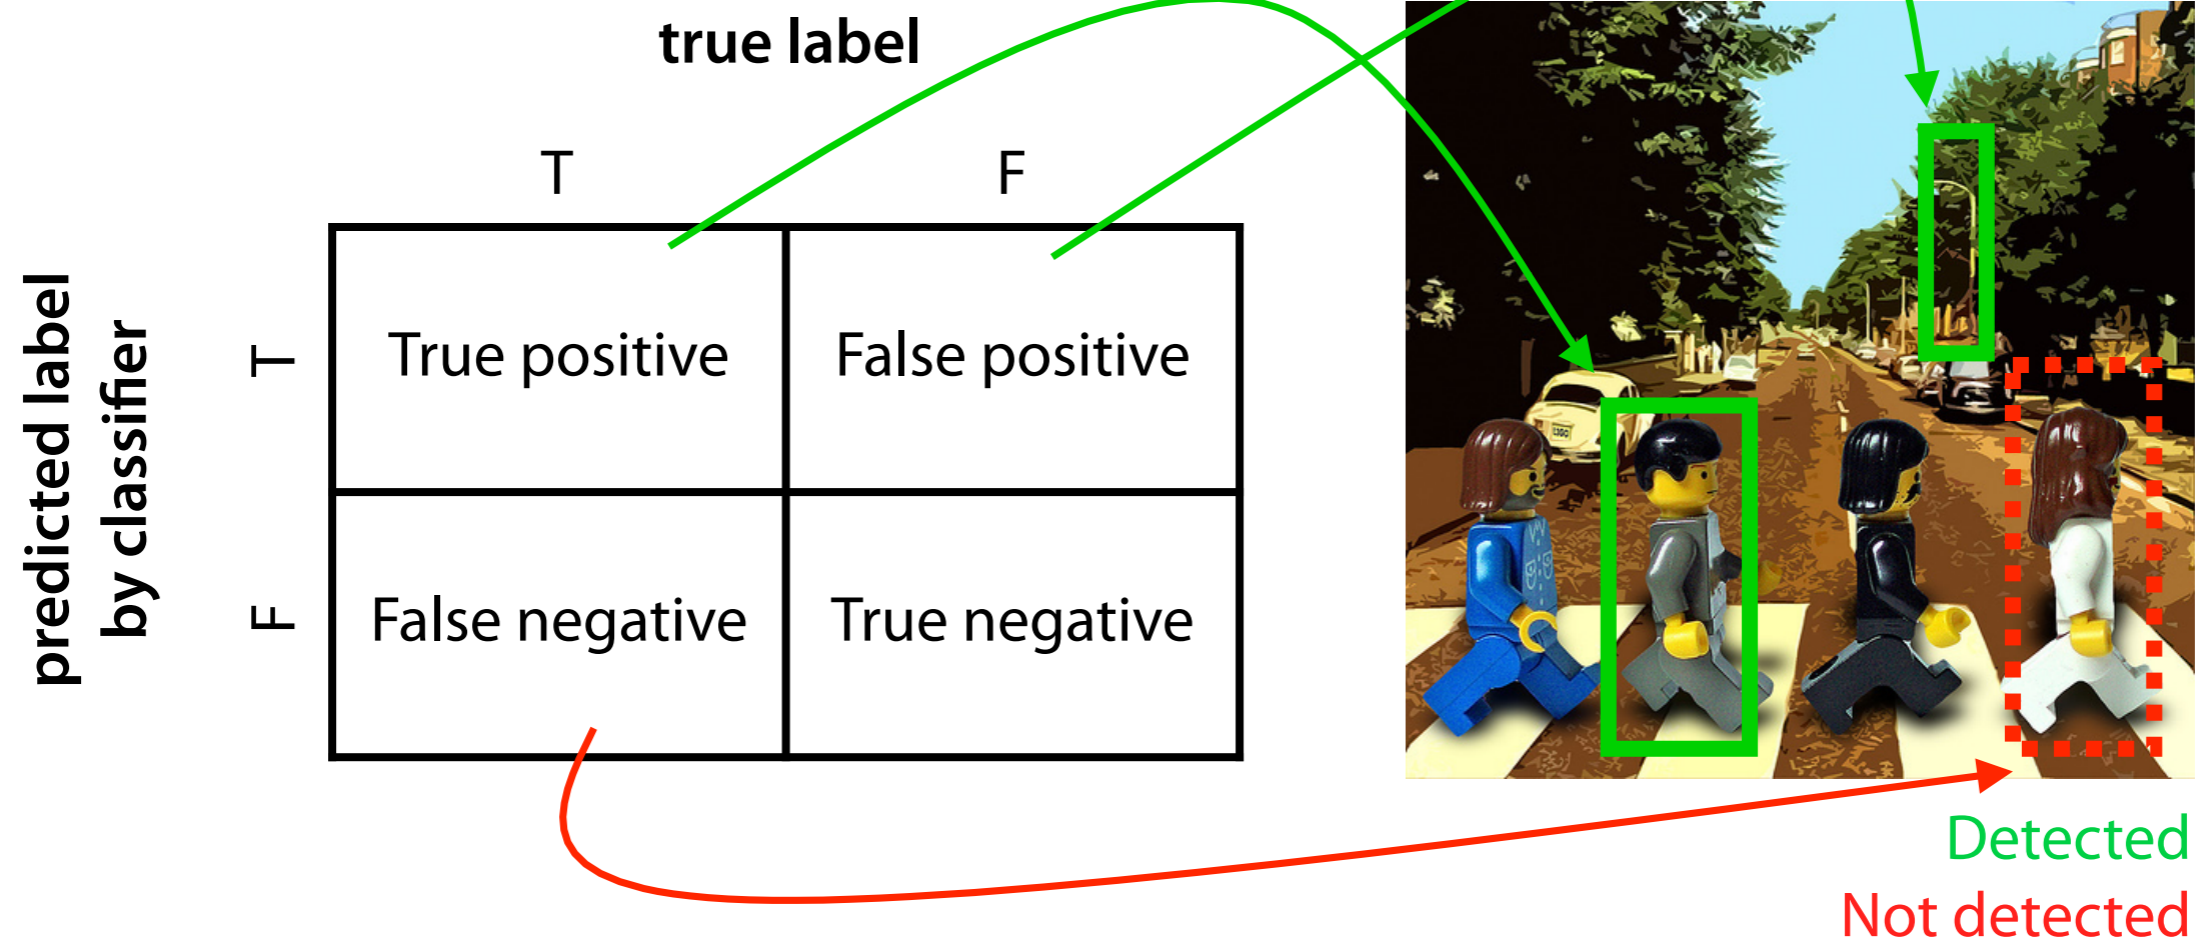 true label
T
F
predicted label
by classifier
T
True positive
False positive
F
False negative
True negative
Detected
Not detected